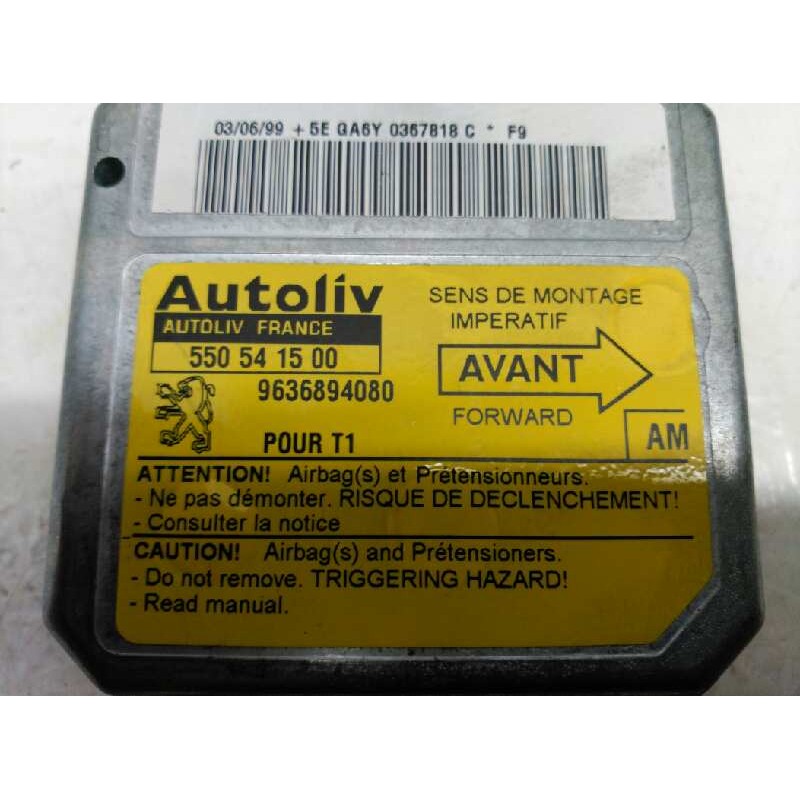 03/06/99 + 5E QA6Y 0367818 C * F9
Autoliv
AUTOLIV FRANCE
550 54 15 00
9636894080
POUR T1
SENS DE MONTAGE
IMPERATIF
AVANT
FORWARD
AM
ATTENTION! Airbag(s) et Prétensionneurs.
- Ne pas démonter. RISQUE DE DECLENCHEMENT!
- Consulter la notice
CAUTION! Airbag(s) and Prétensioners.
- Do not remove. TRIGGERING HAZARD!
- Read manual.